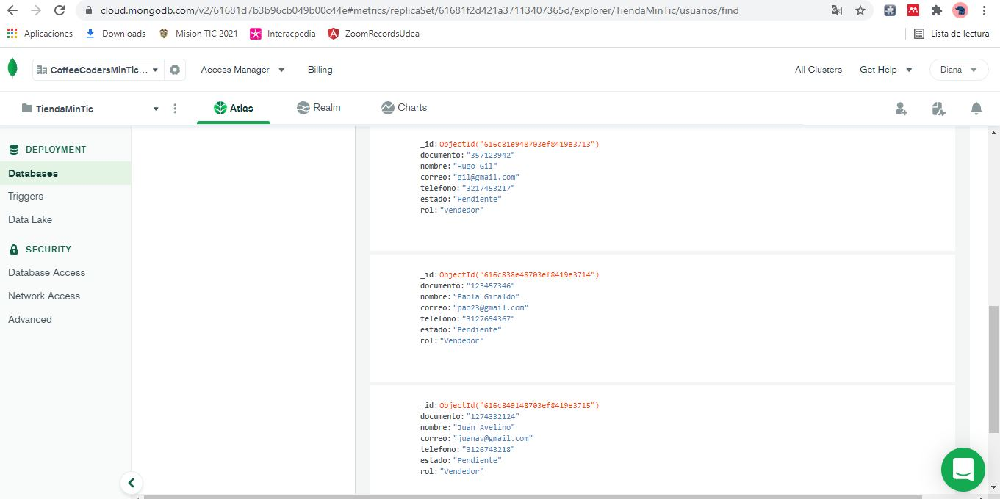 cloud.mongodb.com/v2/61681d7b3b96cb049b00c44e#metrics/replicaSet/61681f2d421a37113407365d/explorer/TiendaMinTic/usuarios/find
Aplicaciones Downloads Mision TIC 2021 Interacpedia ZoomRecordsUdea Lista de lectura
CoffeeCodersMinTic... Access Manager Billing All Clusters Get Help Diana
TiendaMinTic Atlas Realm Charts
DEPLOYMENT
Databases
Triggers
Data Lake
SECURITY
Database Access
Network Access
Advanced
_id: ObjectId("616c81e948703ef8419e3713")
documento: "357123942"
nombre: "Hugo Gil"
correo: "gil@gmail.com"
telefono: "3217453217"
estado: "Pendiente"
rol: "Vendedor"
_id: ObjectId("616c838e48703ef8419e3714")
documento: "123457346"
nombre: "Paola Giraldo"
correo: "pao23@gmail.com"
telefono: "3127694367"
estado: "Pendiente"
rol: "Vendedor"
_id: ObjectId("616c849148703ef8419e3715")
documento: "1274332124"
nombre: "Juan Avelino"
correo: "juanav@gmail.com"
telefono: "3126743218"
estado: "Pendiente"
rol: "Vendedor"